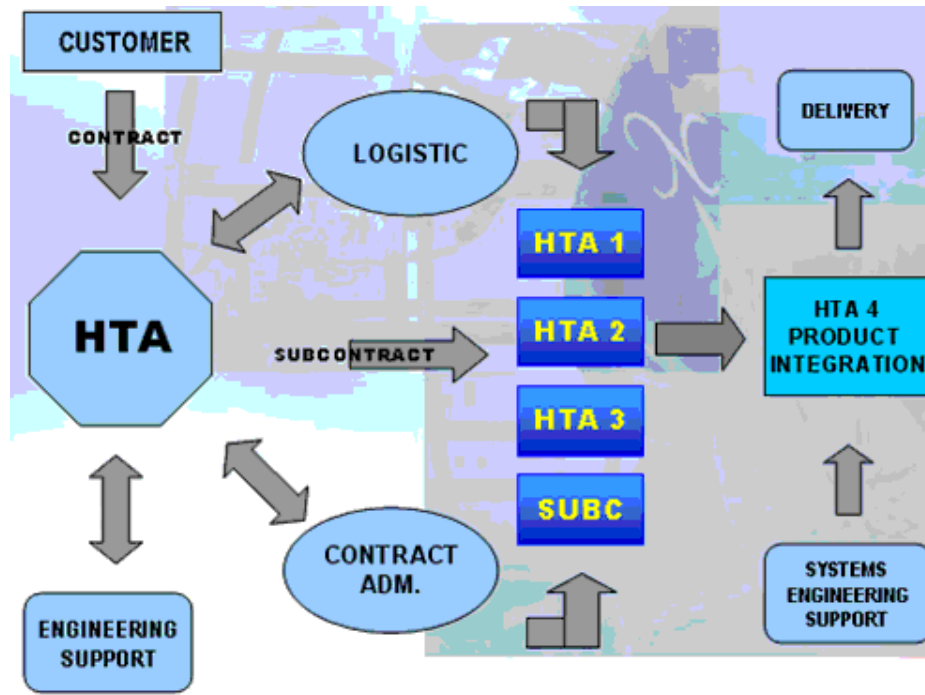 CUSTOMER
CONTRACT
LOGISTIC
DELIVERY
HTA
SUBCONTRACT
HTA 1
HTA 2
HTA 3
SUBC
HTA 4
PRODUCT
INTEGRATION
CONTRACT
ADM.
ENGINEERING
SUPPORT
SYSTEMS
ENGINEERING
SUPPORT